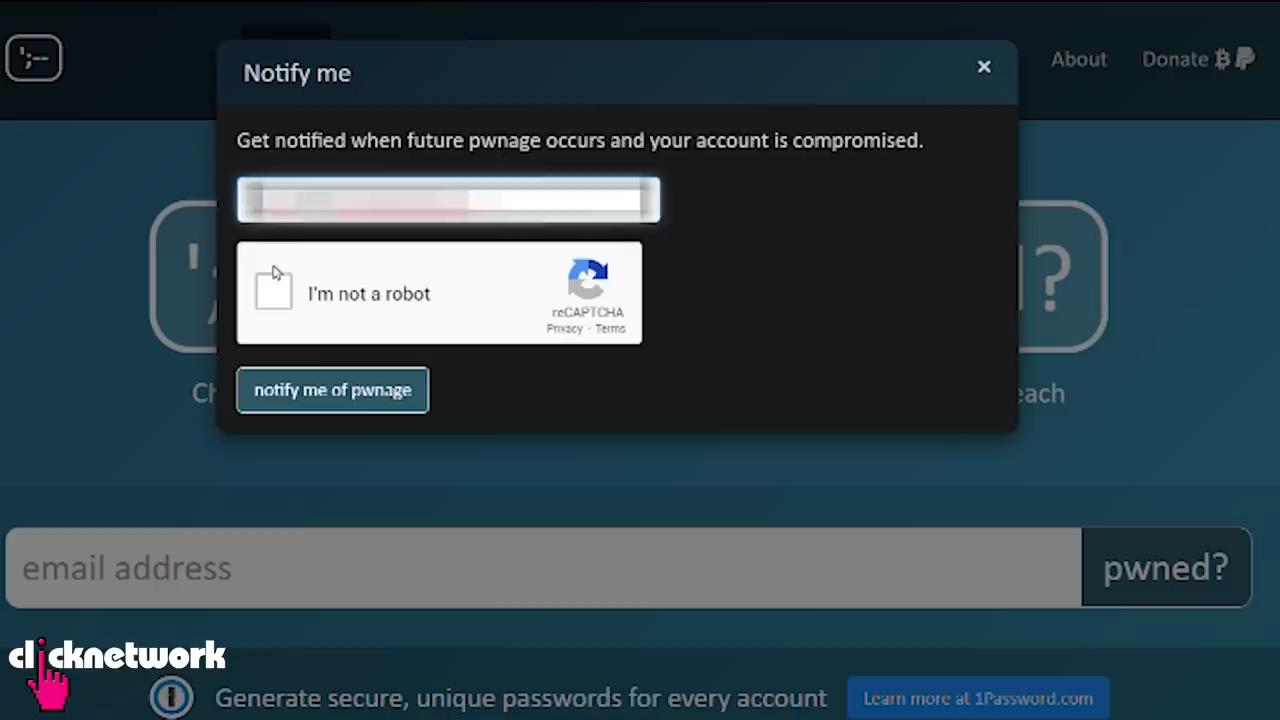 ';--
About
Donate
Notify me
×
Get notified when future pwnage occurs and your account is compromised.
I'm not a robot
reCAPTCHA
Privacy - Terms
notify me of pwnage
';
?
Ch
each
email address
pwned?
clicknetwork
Generate secure, unique passwords for every account
Learn more at 1Password.com